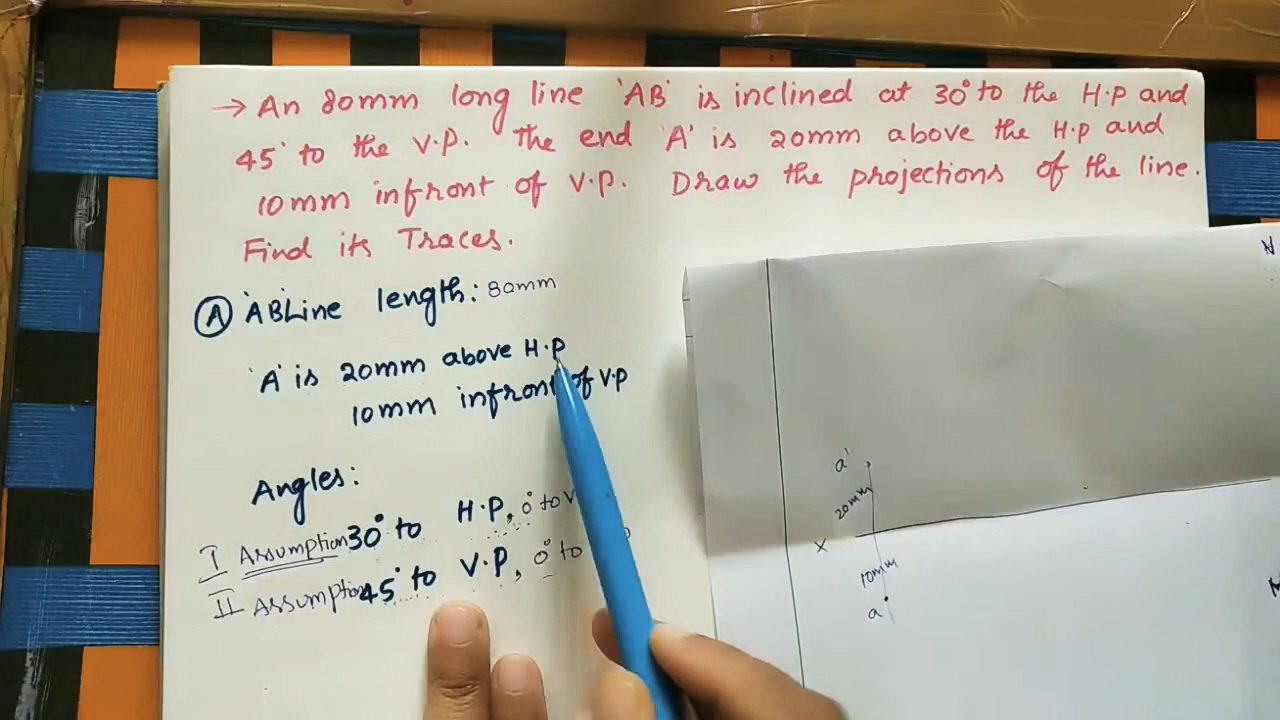 → An 80mm long line 'AB' is inclined at 30° to the H.P and
45° to the V.P. The end 'A' is 20mm above the H.P and
10mm infront of V.P. Draw the projections of the line.
Find its Traces.
Ⓐ 'AB' Line length: 80mm
'A' is 20mm above H.P
10mm infront of V.P
Angles:
I Assumption 30° to H.P, 0° to V
II Assumption 45° to V.P, 0° to
a'
20mm
X
10mm
a